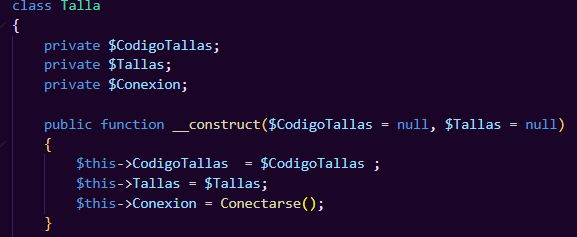 class Talla
{
    private $CodigoTallas;
    private $Tallas;
    private $Conexion;

    public function __construct($CodigoTallas = null, $Tallas = null)
    {
        $this->CodigoTallas  = $CodigoTallas ;
        $this->Tallas = $Tallas;
        $this->Conexion = Conectarse();
    }